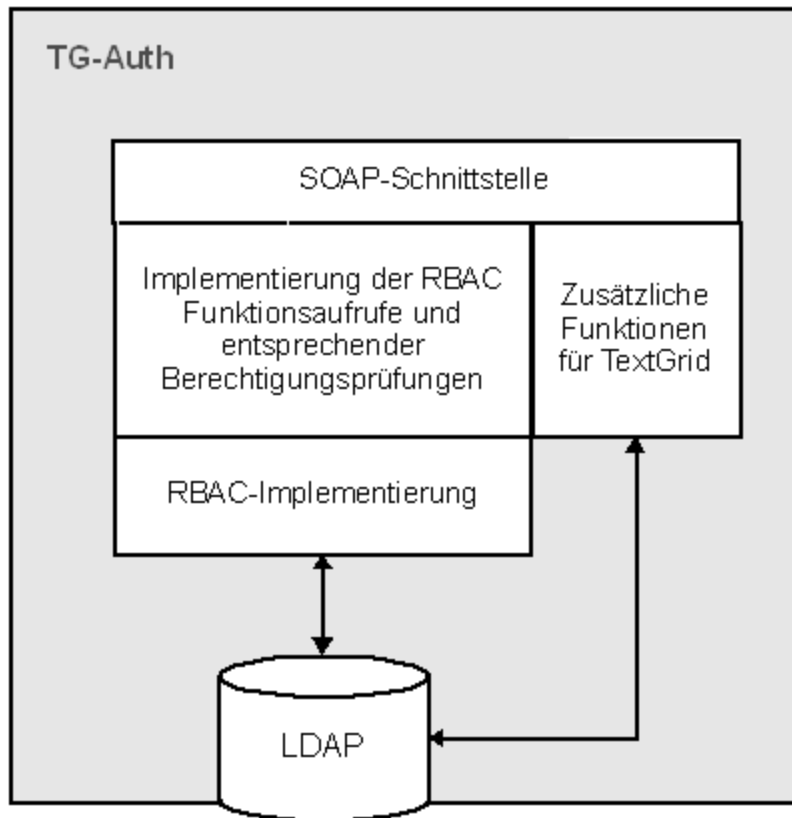 TG-Auth
SOAP-Schnittstelle
Implementierung der RBAC
Funktionsaufrufe und
entsprechender
Berechtigungsprüfungen
Zusätzliche
Funktionen
für TextGrid
RBAC-Implementierung
LDAP